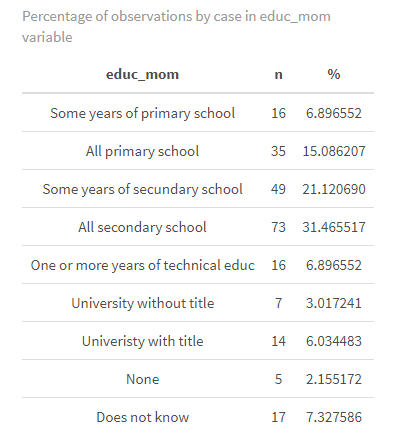 Percentage of observations by case in educ_mom
variable
educ_mom n %
Some years of primary school 16 6.896552
All primary school 35 15.086207
Some years of secundary school 49 21.120690
All secondary school 73 31.465517
One or more years of technical educ 16 6.896552
University without title 7 3.017241
Univeristy with title 14 6.034483
None 5 2.155172
Does not know 17 7.327586